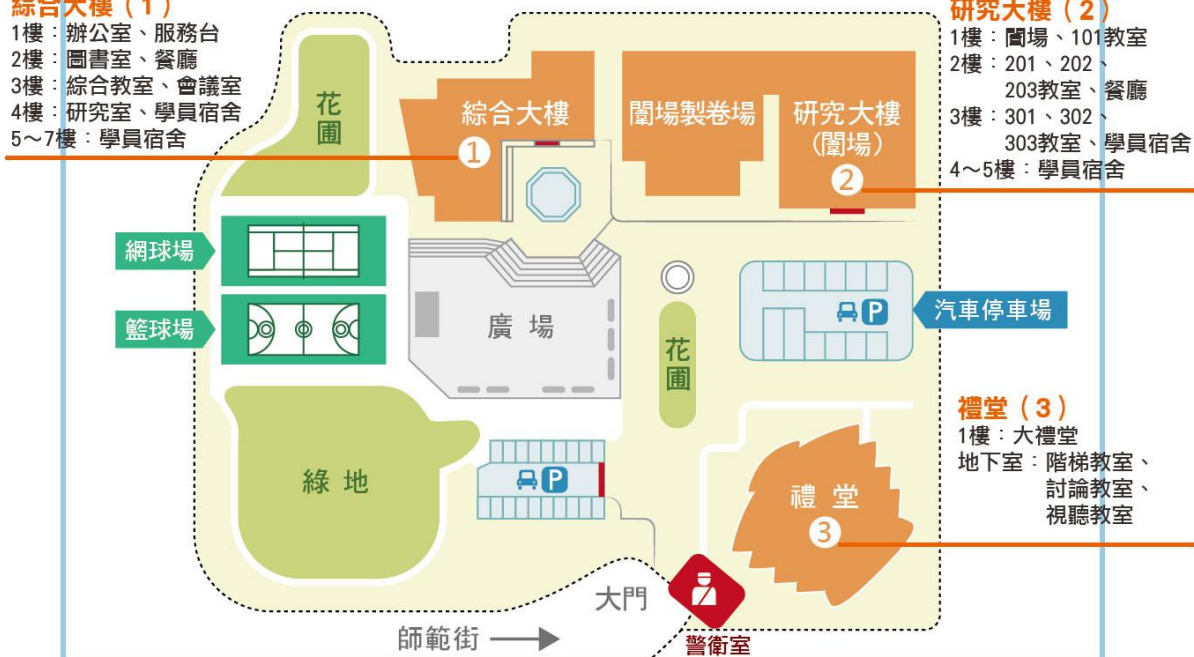 綜合大樓（1）
1樓：辦公室、服務台
2樓：圖書室、餐廳
3樓：綜合教室、會議室
4樓：研究室、學員宿舍
5～7樓：學員宿舍
研究大樓（2）
1樓：闈場、101教室
2樓：201、202、
203教室、餐廳
3樓：301、302、
303教室、學員宿舍
4～5樓：學員宿舍
花圃
綜合大樓
1
闈場製卷場
研究大樓
（闈場）
2
網球場
籃球場
廣場
花圃
P
汽車停車場
禮堂（3）
1樓：大禮堂
地下室：階梯教室、
討論教室、
視聽教室
綠地
P
禮堂
3
大門
師範街
警衛室